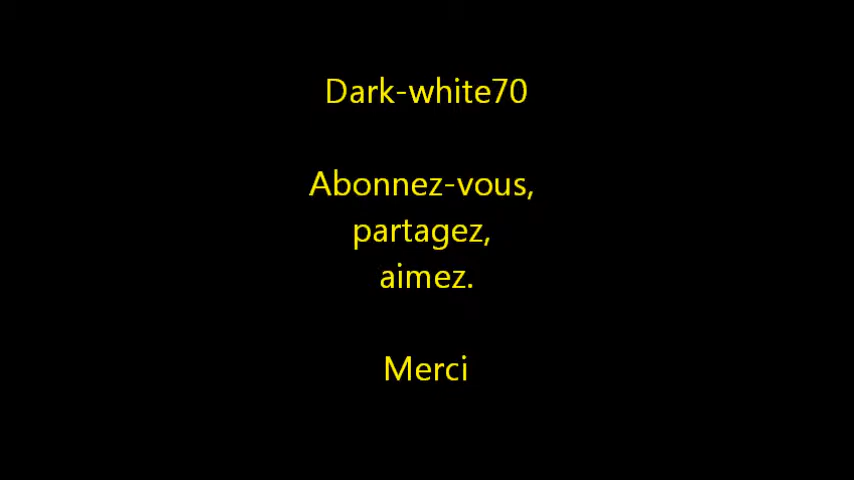 Dark-white70
Abonnez-vous,
partagez,
aimez.
Merci